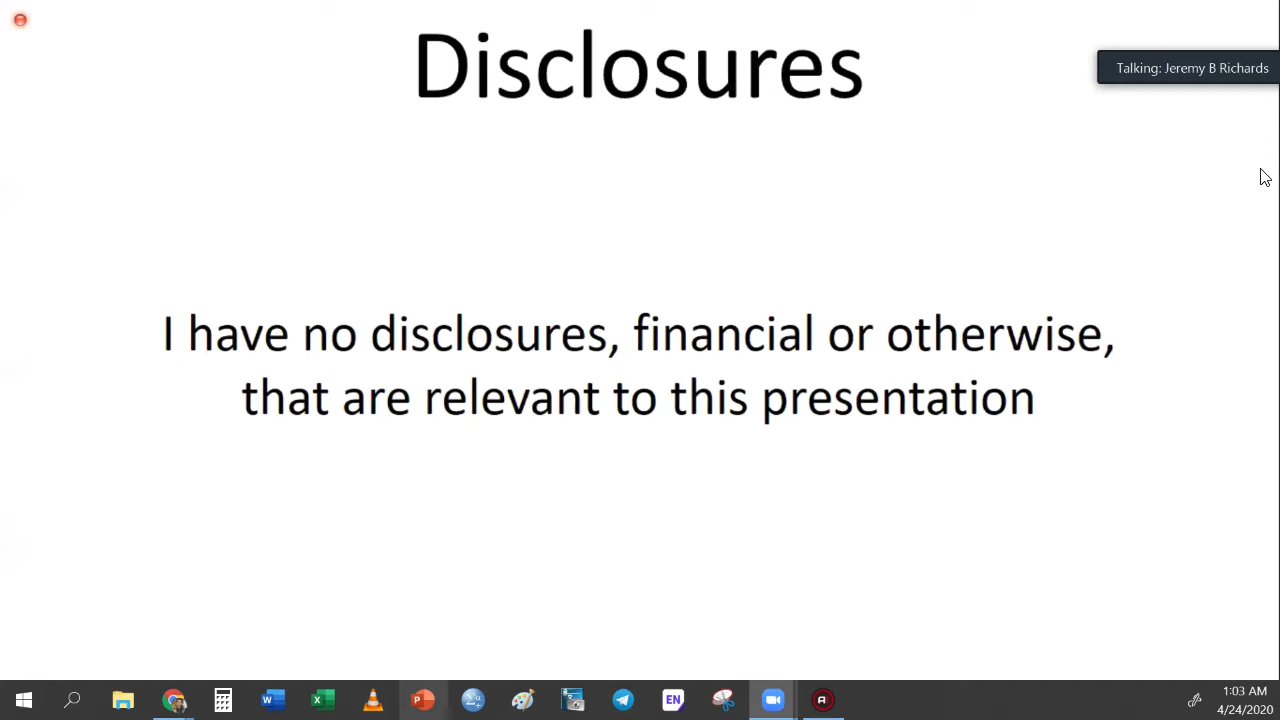 Disclosures
Talking: Jeremy B Richards
I have no disclosures, financial or otherwise,
that are relevant to this presentation
EN
1:03 AM
4/24/2020